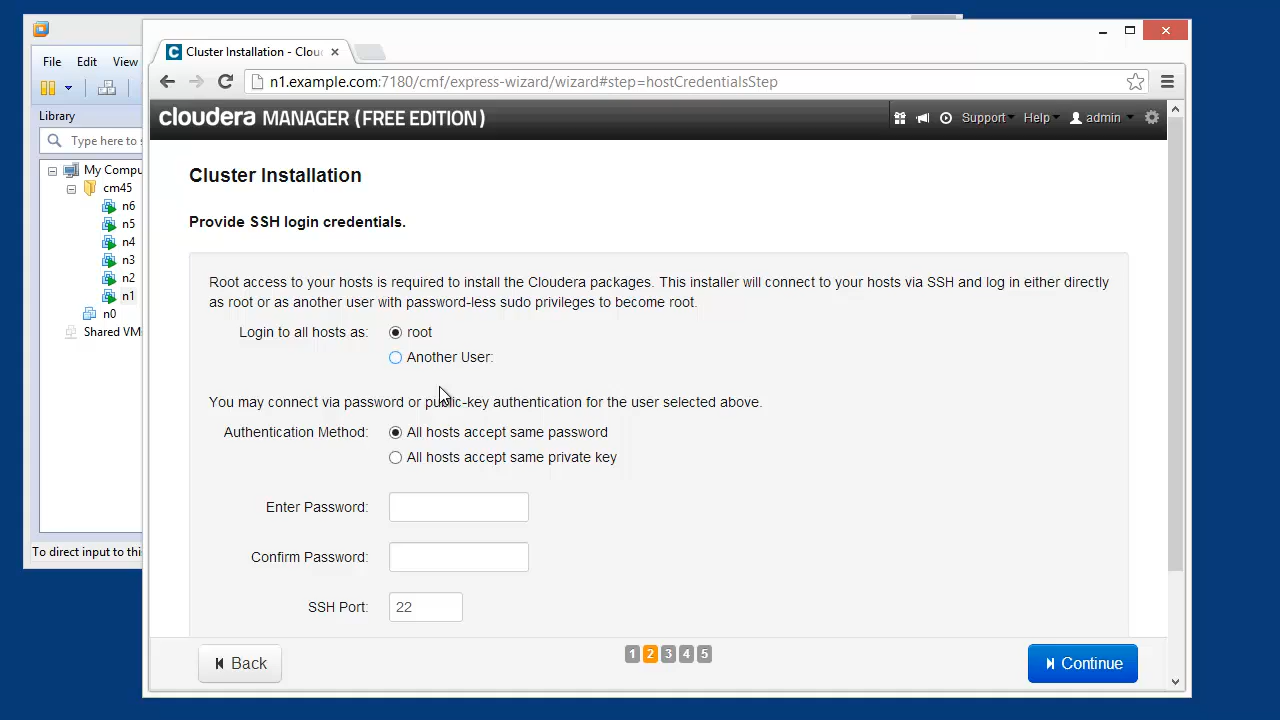 Cluster Installation - Clou
File Edit View
n1.example.com:7180/cmf/express-wizard/wizard#step=hostCredentialsStep
Library
cloudera MANAGER (FREE EDITION)
Support
Help
admin
Type here to s
My Compu
cm45
n6
n5
n4
n3
n2
n1
n0
Shared VMs
To direct input to thi
Cluster Installation
Provide SSH login credentials.
Root access to your hosts is required to install the Cloudera packages. This installer will connect to your hosts via SSH and log in either directly
as root or as another user with password-less sudo privileges to become root.
Login to all hosts as: root
Another User:
You may connect via password or public-key authentication for the user selected above.
Authentication Method: All hosts accept same password
All hosts accept same private key
Enter Password:
Confirm Password:
SSH Port: 22
Back
1 2 3 4 5
Continue